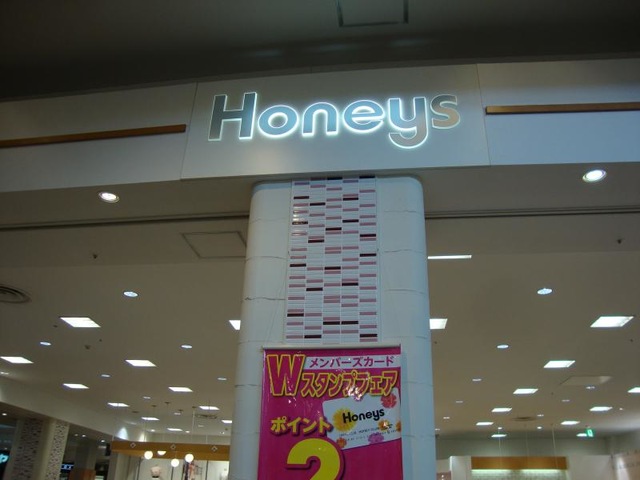 Honeys
メンバーズカード
Wスタンプフェア
Honeys
ポイント
2